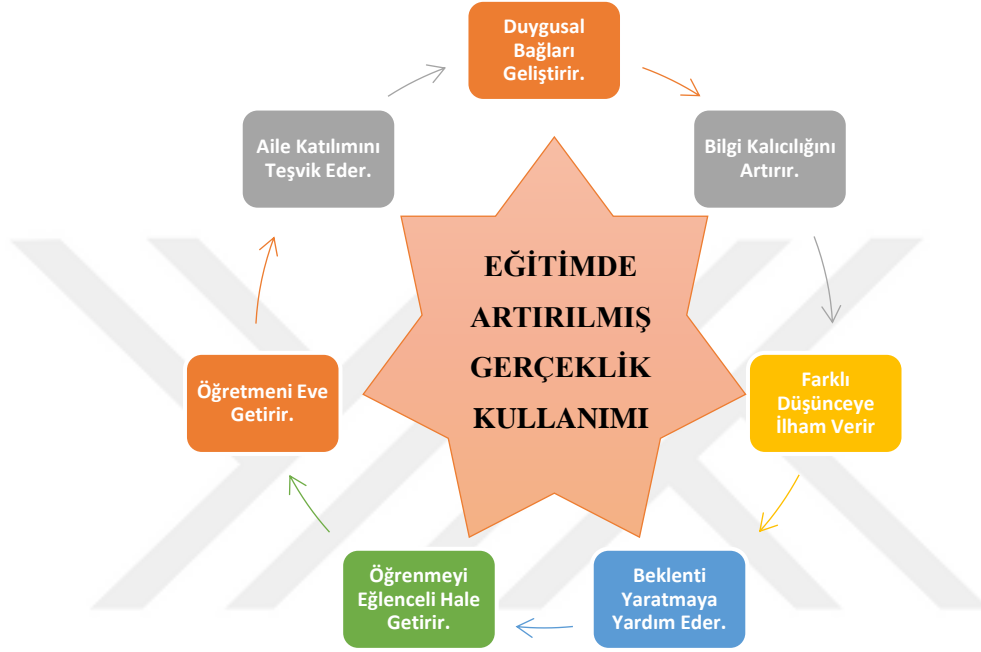 Duygusal
Bağları
Geliştirir.
Bilgi Kalıcılığını
Artırır.
Farklı
Düşünceye
İlham Verir
Beklenti
Yaratmaya
Yardım Eder.
Öğrenmeyi
Eğlenceli Hale
Getirir.
Öğretmeni Eve
Getirir.
Aile Katılımını
Teşvik Eder.
EĞİTİMDE
ARTIRILMIŞ
GERÇEKLİK
KULLANIMI